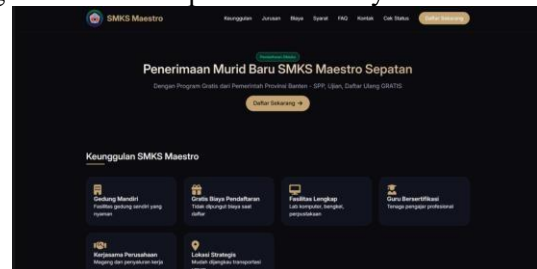 SMKS Maestro
Keunggulan Jurusan Biaya Syarat FAQ Kontak Cek Status Daftar Sekarang
Penerimaan Murid Baru SMKS Maestro Sepatan
Dengan Program Gratis dari Pemerintah Provinsi Banten - SPP, Ujian, Daftar Ulang GRATIS!
Daftar Sekarang →
Keunggulan SMKS Maestro
Gedung Mandiri
Fasilitas gedung sendiri yang
nyaman
Gratis Biaya Pendaftaran
Tidak dipungut biaya saat
daftar
Fasilitas Lengkap
Lab komputer, bengkel,
perpustakaan
Guru Bersertifikasi
Tenaga pengajar profesional
Kerjasama Perusahaan
Magang dan penyaluran kerja
Lokasi Strategis
Mudah dijangkau transportasi